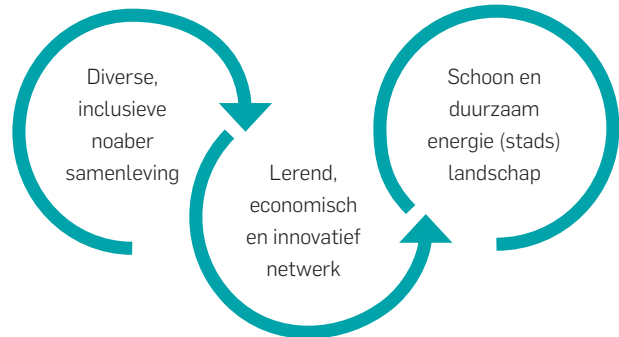 Diverse,
inclusieve
noaber
samenleving
Lerend,
economisch
en innovatief
netwerk
Schoon en
duurzaam
energie (stads)
landschap